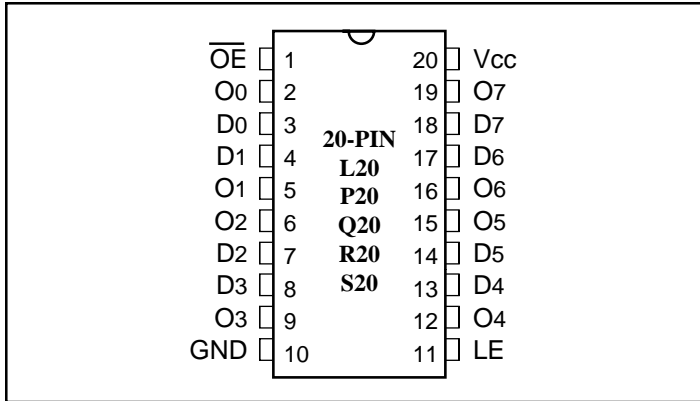 O̅E̅ 1 20 Vcc
O0 2 19 O7
D0 3 18 D7
20-PIN
D1 4 17 D6
L20
O1 5 16 O6
P20
O2 6 15 O5
Q20
D2 7 14 D5
R20
D3 8 13 D4
S20
O3 9 12 O4
GND 10 11 LE